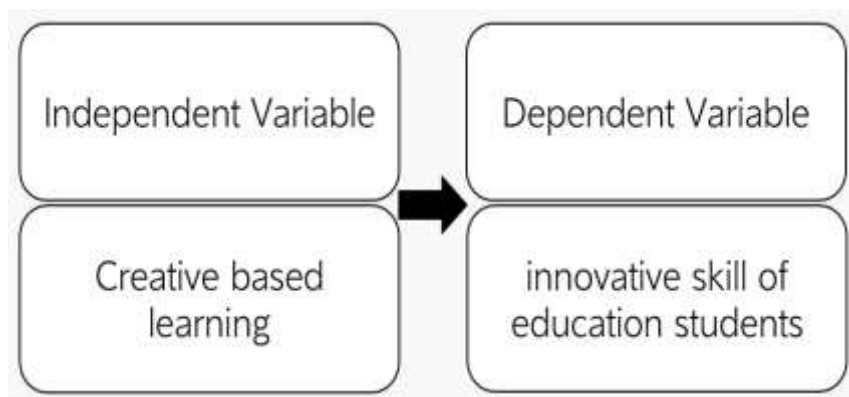 Independent Variable
Dependent Variable
Creative based
learning
innovative skill of
education students